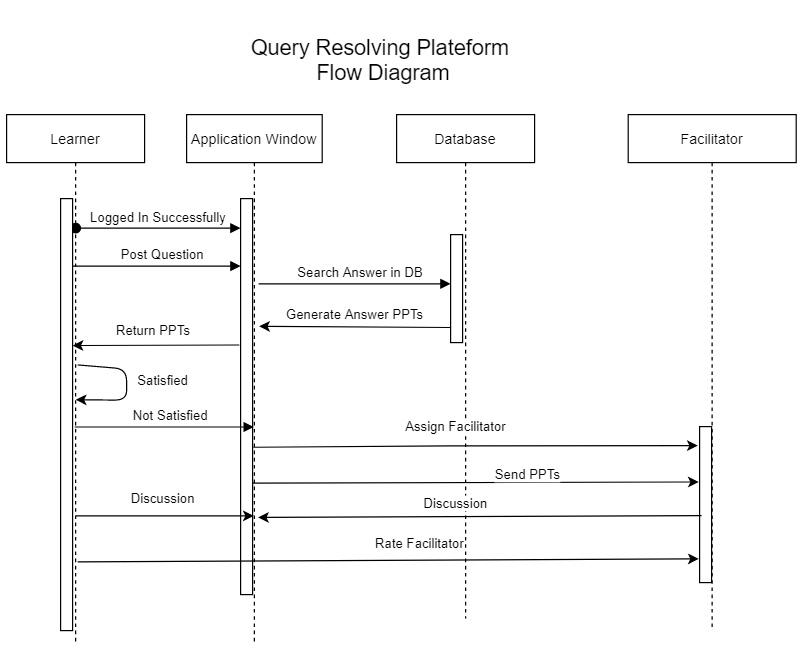 Query Resolving Plateform
Flow Diagram
Learner
Application Window
Database
Facilitator
Logged In Successfully
Post Question
Search Answer in DB
Generate Answer PPTs
Return PPTs
Satisfied
Not Satisfied
Assign Facilitator
Send PPTs
Discussion
Discussion
Rate Facilitator